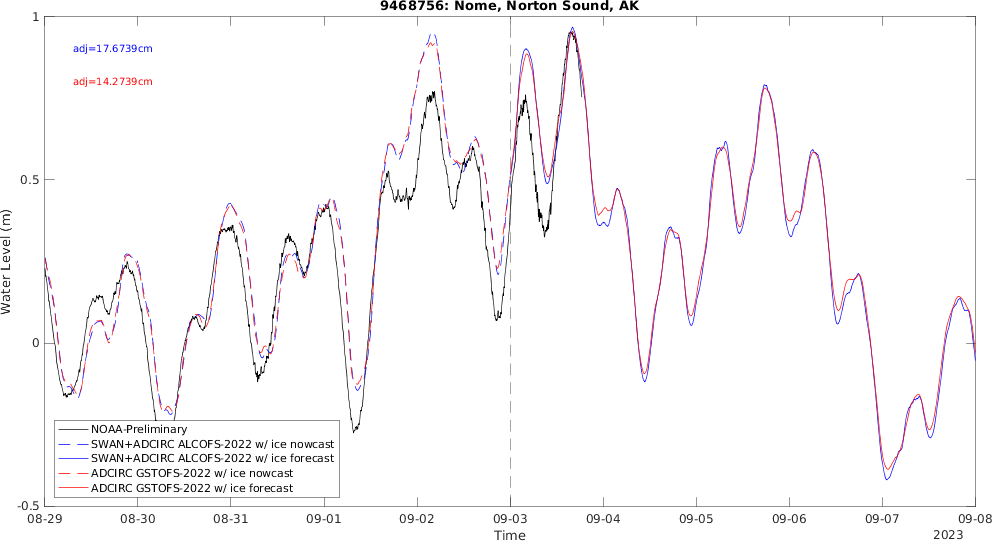 9468756: Nome, Norton Sound, AK
1
adj=17.6739cm
adj=14.2739cm
0.5
Water Level (m)
0
NOAA-Preliminary
SWAN+ADCIRC ALCOFS-2022 w/ ice nowcast
SWAN+ADCIRC ALCOFS-2022 w/ ice forecast
ADCIRC GSTOFS-2022 w/ ice nowcast
ADCIRC GSTOFS-2022 w/ ice forecast
-0.5
08-29 08-30 08-31 09-01 09-02 09-03 09-04 09-05 09-06 09-07 09-08
Time
2023